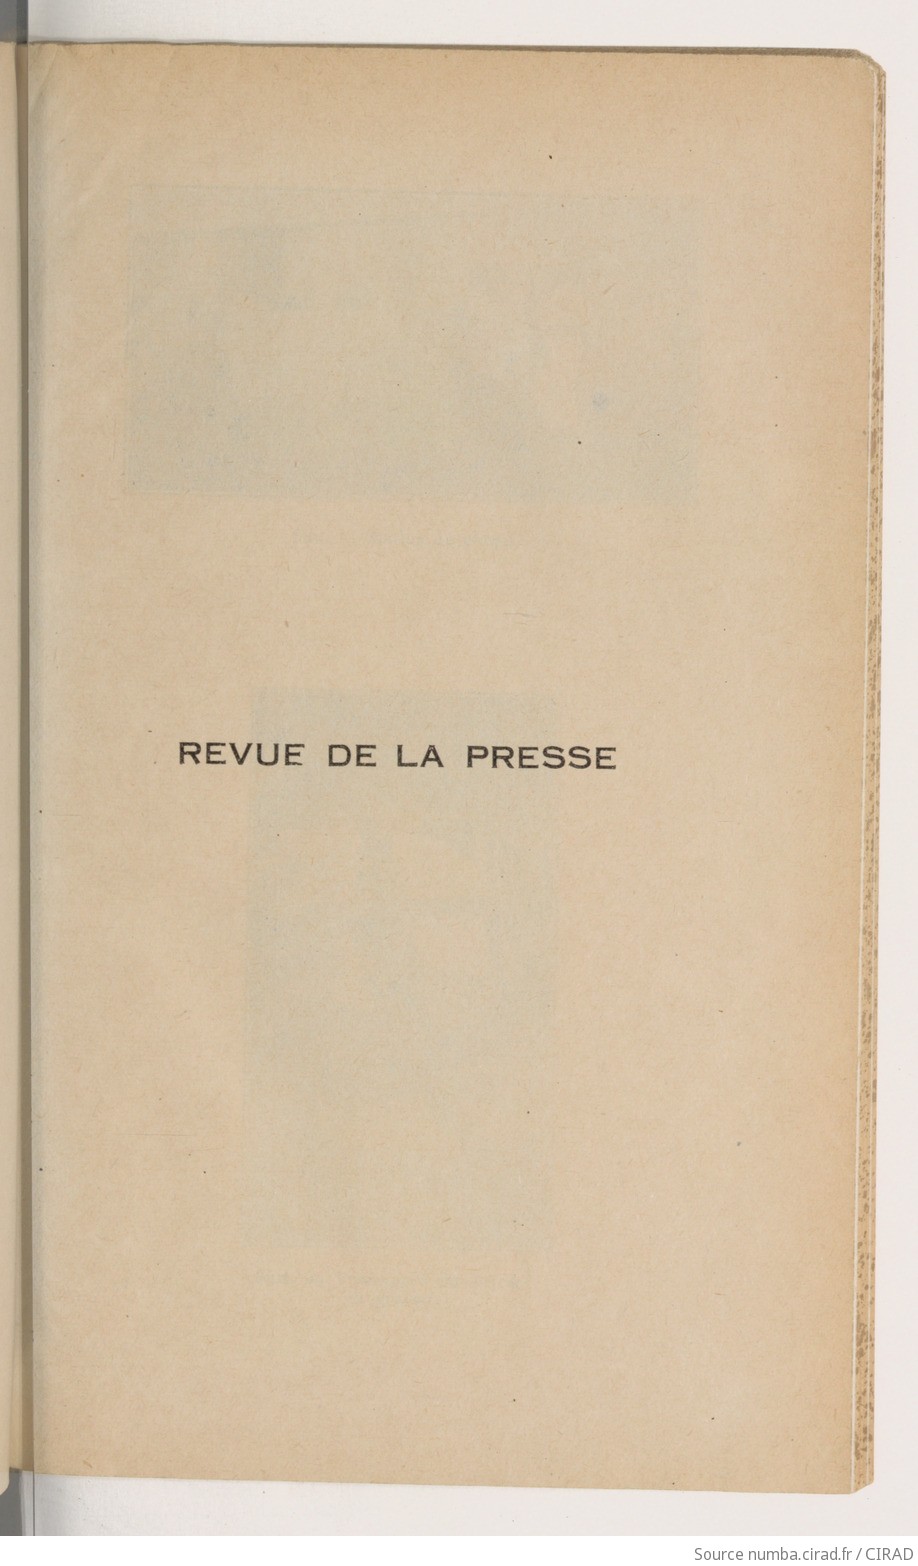 REVUE DE LA PRESSE
Source numba.cirad.fr / CIRAD